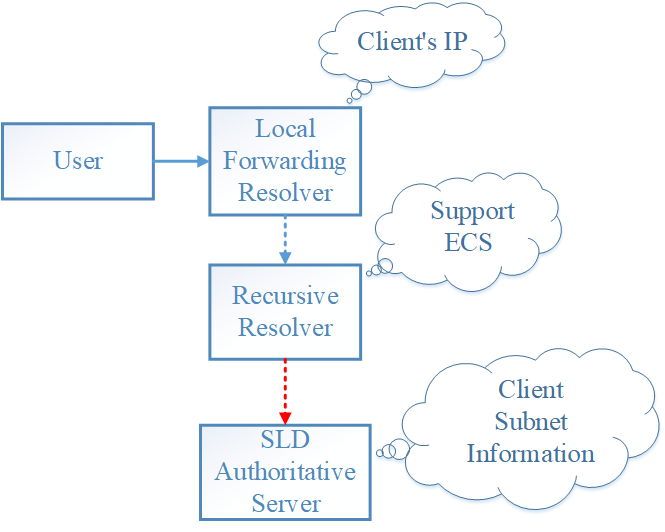 Client's IP
User
Local
Forwarding
Resolver
Support
ECS
Recursive
Resolver
Client
Subnet
Information
SLD
Authoritative
Server